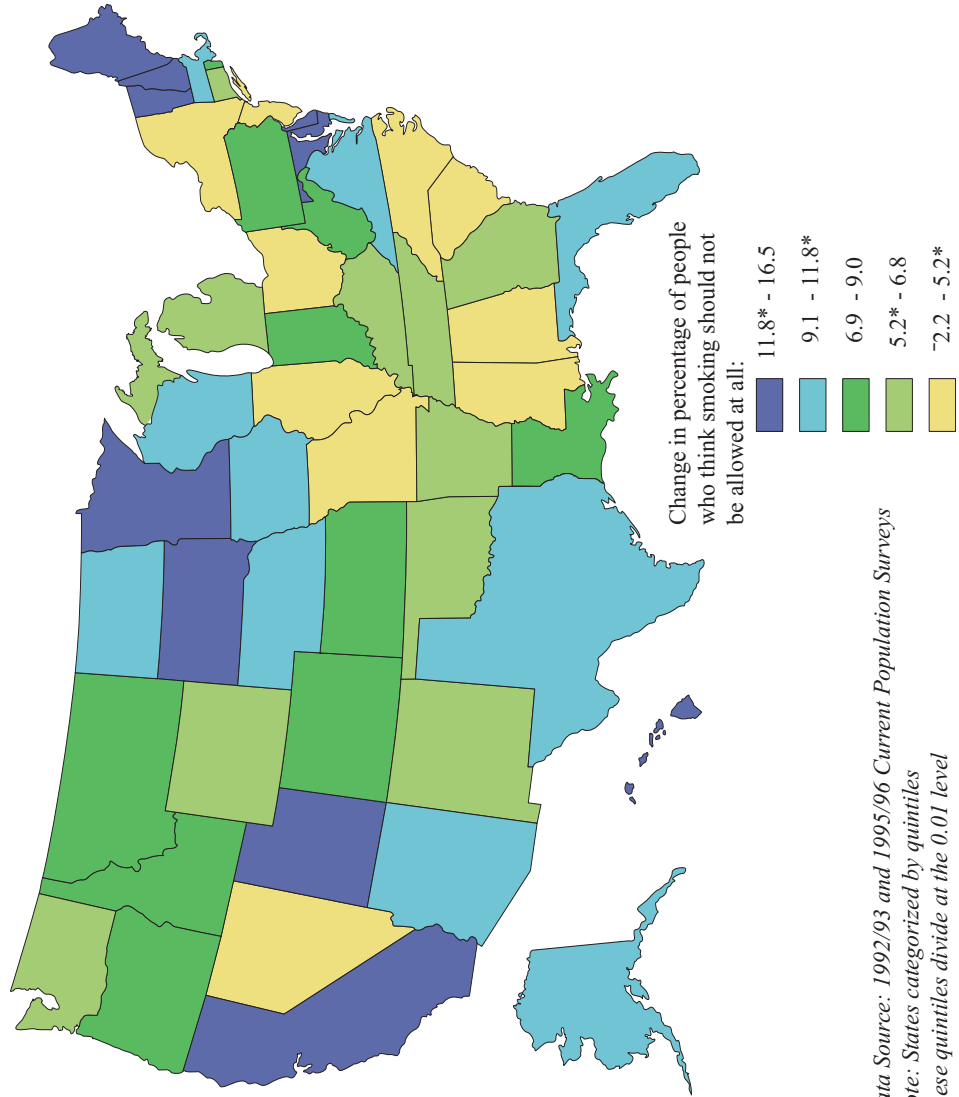 Change in percentage of people
who think smoking should not
be allowed at all:
11.8* - 16.5
9.1 - 11.8*
6.9 - 9.0
5.2* - 6.8
⁻2.2 - 5.2*
ata Source: 1992/93 and 1995/96 Current Population Surveys
ote: States categorized by quintiles
ese quintiles divide at the 0.01 level